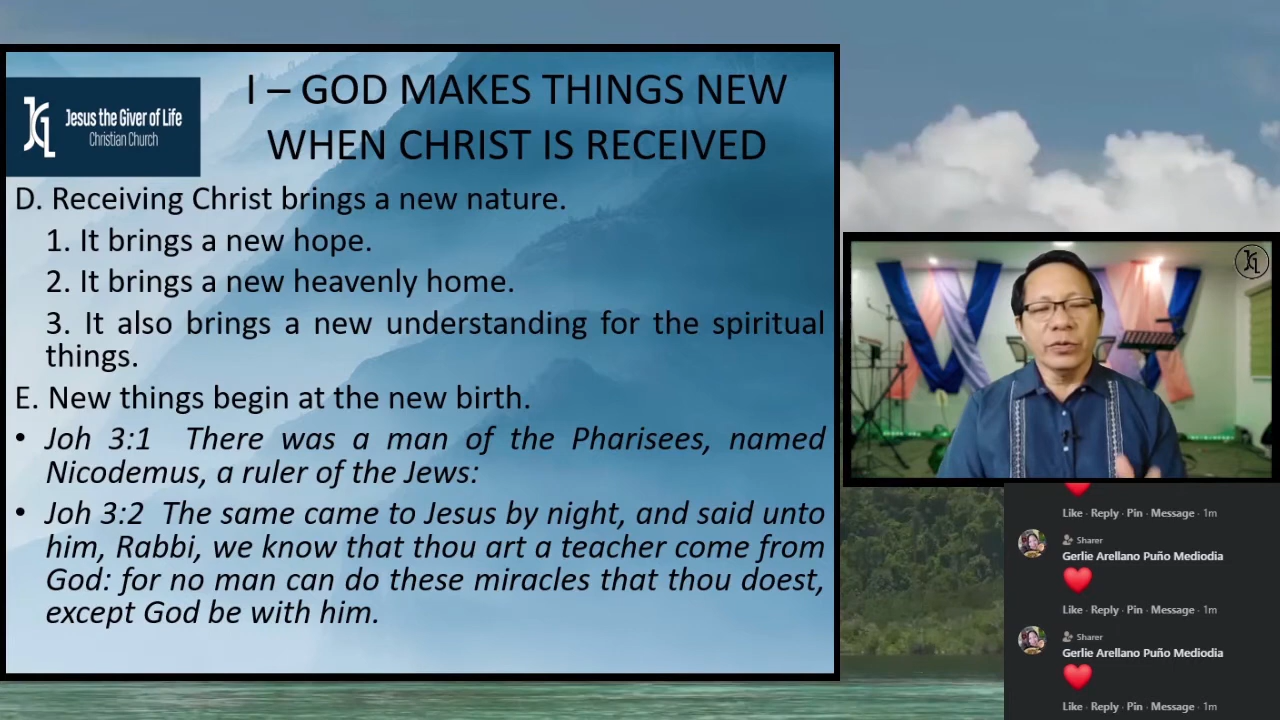 Jesus the Giver of Life
Christian Church
I – GOD MAKES THINGS NEW
WHEN CHRIST IS RECEIVED
D. Receiving Christ brings a new nature.
1. It brings a new hope.
2. It brings a new heavenly home.
3. It also brings a new understanding for the spiritual
things.
E. New things begin at the new birth.
• Joh 3:1 There was a man of the Pharisees, named
Nicodemus, a ruler of the Jews:
• Joh 3:2 The same came to Jesus by night, and said unto
him, Rabbi, we know that thou art a teacher come from
God: for no man can do these miracles that thou doest,
except God be with him.
Like · Reply · Pin · Message · 1m
Sharer
Gerlie Arellano Puño Mediodia
Like · Reply · Pin · Message · 1m
Sharer
Gerlie Arellano Puño Mediodia
Like · Reply · Pin · Message · 1m